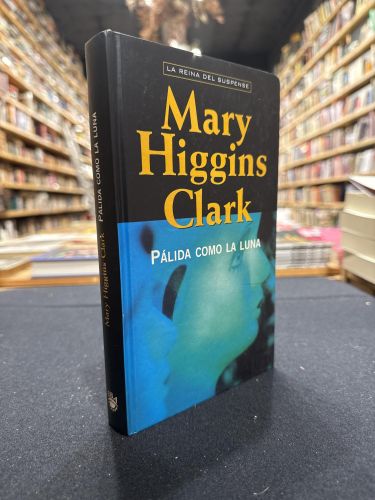 LA REINA DEL SUSPENSE
Mary
Higgins
Clark
PÁLIDA COMO LA LUNA
Mary Higgins Clark PÁLIDA COMO LA LUNA